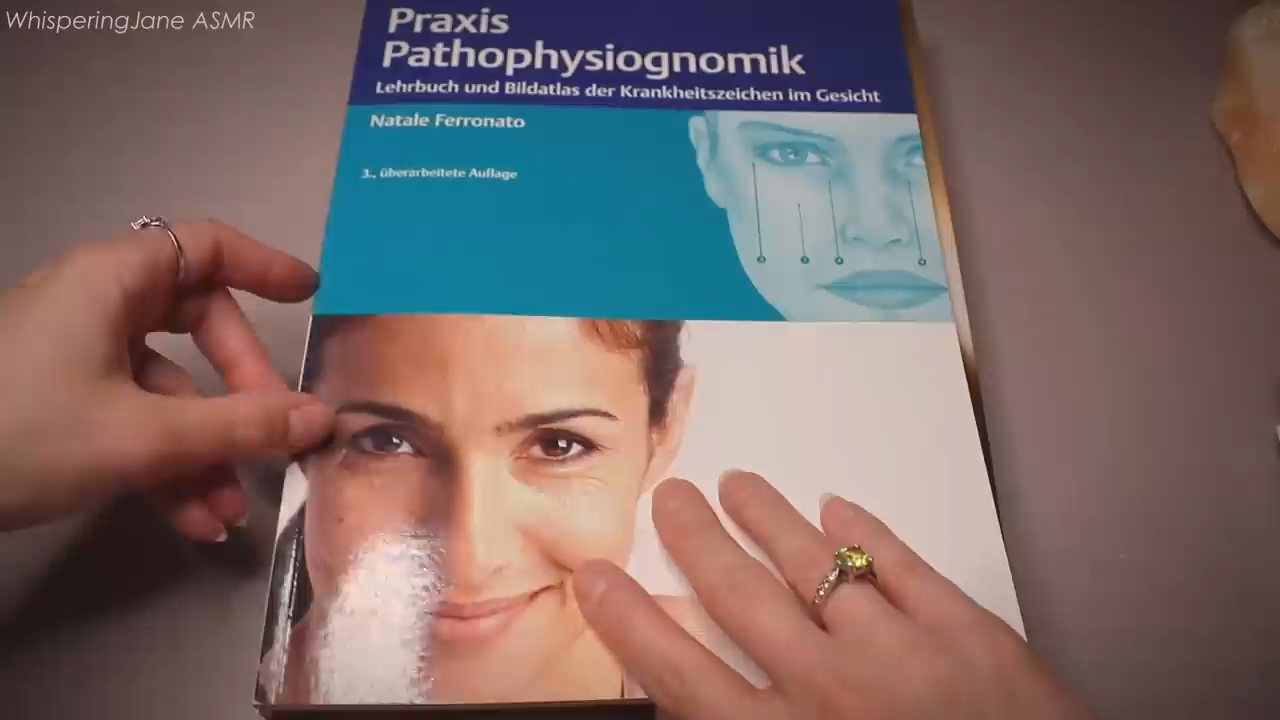 WhisperingJane ASMR
Praxis
Pathophysiognomik
Lehrbuch und Bildatlas der Krankheitszeichen im Gesicht
Natale Ferronato
3., überarbeitete Auflage